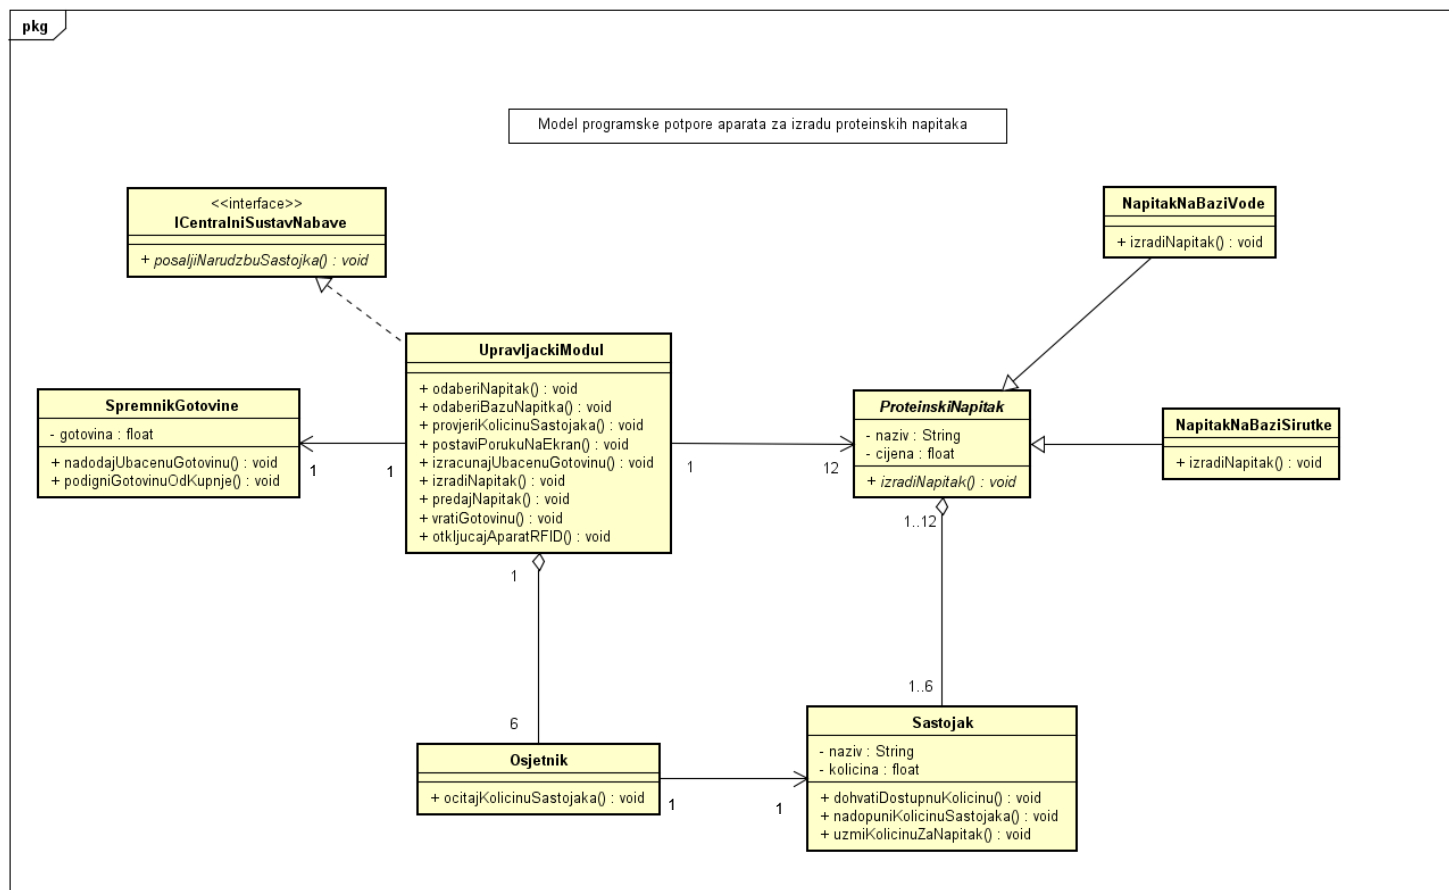 pkg
Model programske potpore aparata za izradu proteinskih napitaka
<<interface>>
ICentralniSustavNabave
+ posaljiNarudzbuSastojka() : void
NapitakNaBaziVode
+ izradiNapitak() : void
UpravljackiModul
+ odaberiNapitak() : void
+ odaberiBazuNapitka() : void
+ provjeriKolicinuSastojaka() : void
+ postaviPorukuNaEkran() : void
+ izracunajUbacenuGotovinu() : void
+ izradiNapitak() : void
+ predajNapitak() : void
+ vratiGotovinu() : void
+ otkljucajAparatRFID() : void
SpremnikGotovine
- gotovina : float
+ nadodajUbacenuGotovinu() : void
+ podigniGotovinuOdKupnje() : void
1
1
1
12
ProteinskiNapitak
- naziv : String
- cijena : float
+ izradiNapitak() : void
NapitakNaBaziSirutke
+ izradiNapitak() : void
1..12
1
1..6
6
Osjetnik
+ ocitajKolicinuSastojaka() : void
1
1
Sastojak
- naziv : String
- kolicina : float
+ dohvatiDostupnuKolicinu() : void
+ nadopuniKolicinuSastojaka() : void
+ uzmiKolicinuZaNapitak() : void